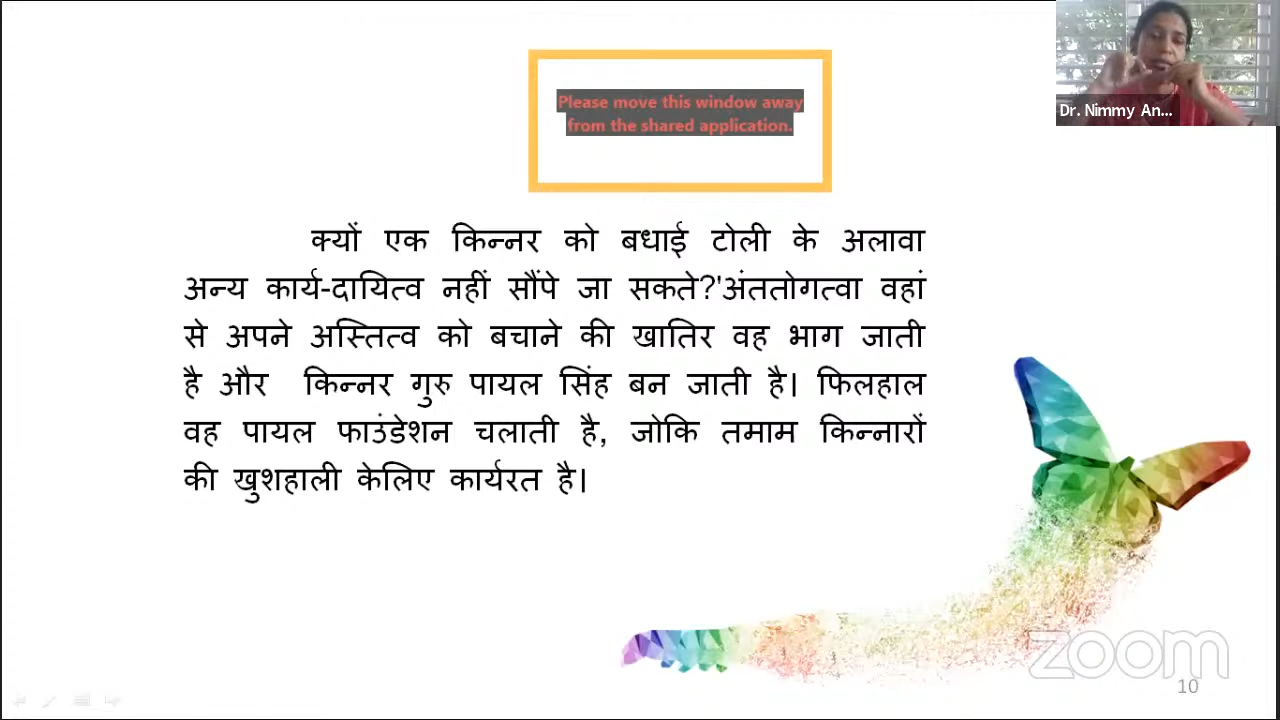 Please move this window away
from the shared application.
Dr. Nimmy An...
क्यों एक किन्नर को बधाई टोली के अलावा
अन्य कार्य-दायित्व नहीं सौंपे जा सकते?'अंततोगत्वा वहां
से अपने अस्तित्व को बचाने की खातिर वह भाग जाती
है और किन्नर गुरु पायल सिंह बन जाती है। फिलहाल
वह पायल फाउंडेशन चलाती है, जोकि तमाम किन्नारों
की खुशहाली केलिए कार्यरत है।
zoom
10